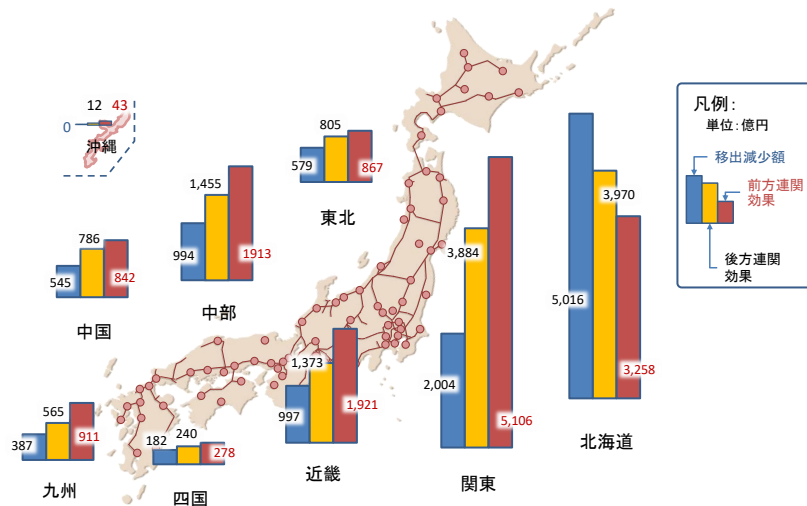 12 43
0
沖縄
805
579
867
東北
1,455
994
1913
中部
786
545
842
中国
565
387
911
九州
240
182
278
四国
1,373
997
1,921
近畿
3,884
2,004
5,106
関東
3,970
5,016
3,258
北海道
凡例:
単位:億円
移出減少額
前方連関
効果
後方連関
効果